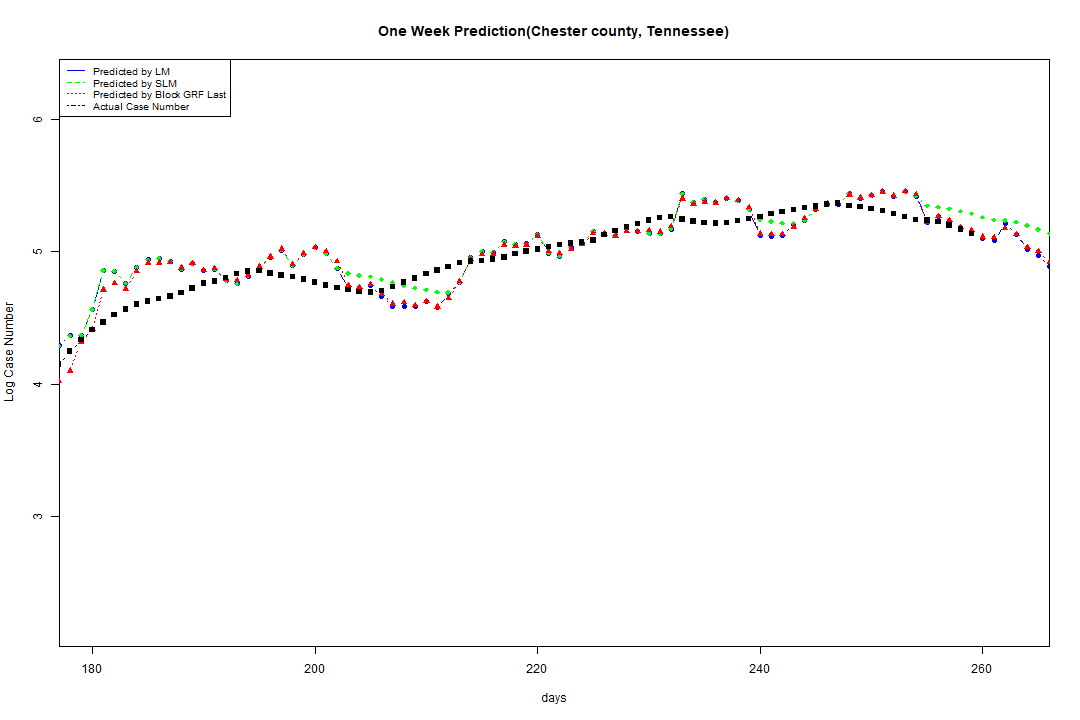 One Week Prediction(Chester county, Tennessee)
Predicted by LM
Predicted by SLM
Predicted by Block GRF Last
Actual Case Number
6
5
4
3
Log Case Number
180 200 220 240 260
days